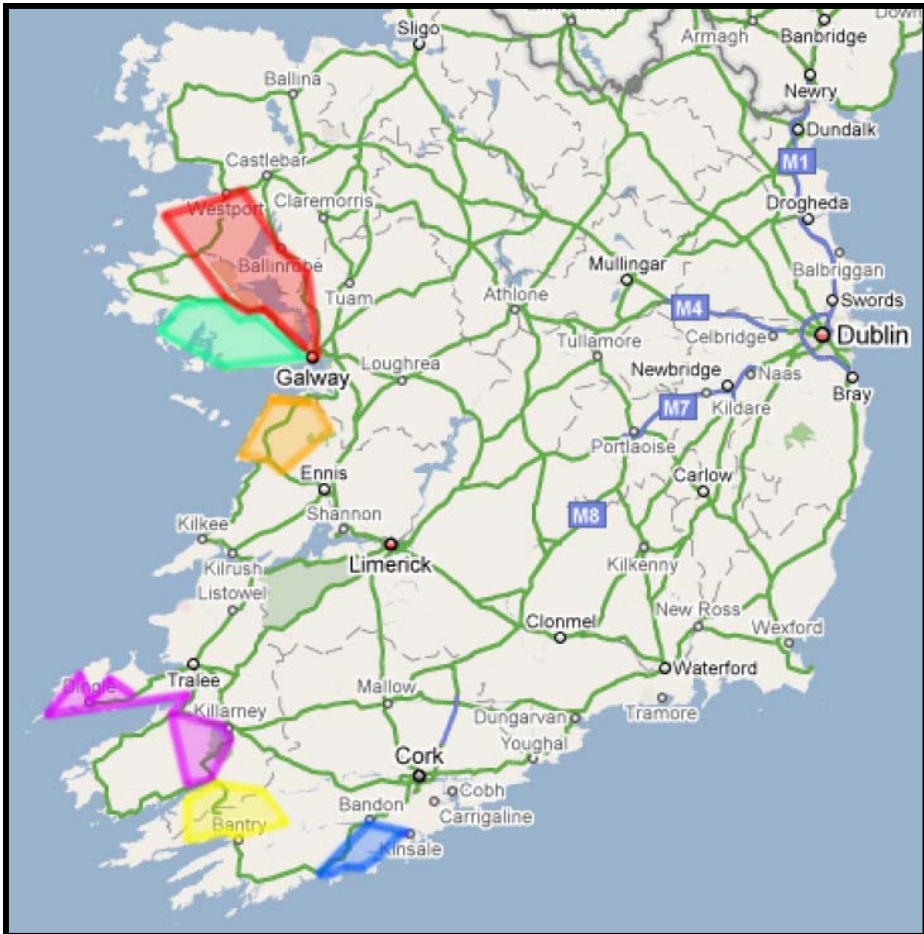 Sligo
Armagh
Banbridge
Down
Newry
Ballina
Dundalk
M1
Castlebar
Westport
Claremorris
Drogheda
Ballinrobe
Mullingar
Balbriggan
Tuam
Athlone
M4
Swords
Celbridge
Dublin
Galway
Loughrea
Tullamore
Newbridge
Naas
Bray
M7
Kildare
Portlaoise
Ennis
Carlow
Kilkee
Shannon
M8
Kilrush
Limerick
Kilkenny
Listowel
Clonmel
New Ross
Wexford
Tralee
Waterford
Dingle
Mallow
Tramore
Killarney
Dungarvan
Youghal
Cork
Bandon
Cobh
Carrigaline
Bantry
Kinsale